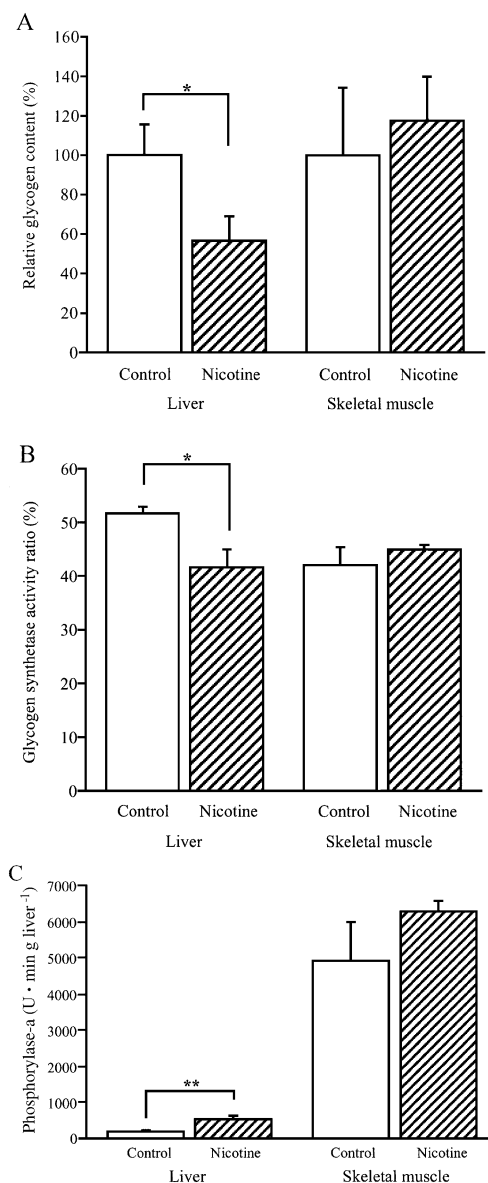 A
Relative glycogen content (%)
160
140
120
100
80
60
40
20
0
*
Control Nicotine Control Nicotine
Liver Skeletal muscle
B
Glycogen synthetase activity ratio (%)
60
50
40
30
20
10
0
*
Control Nicotine Control Nicotine
Liver Skeletal muscle
C
Phosphorylase-a (U • min g liver⁻¹)
7000
6000
5000
4000
3000
2000
1000
0
**
Control Nicotine Control Nicotine
Liver Skeletal muscle